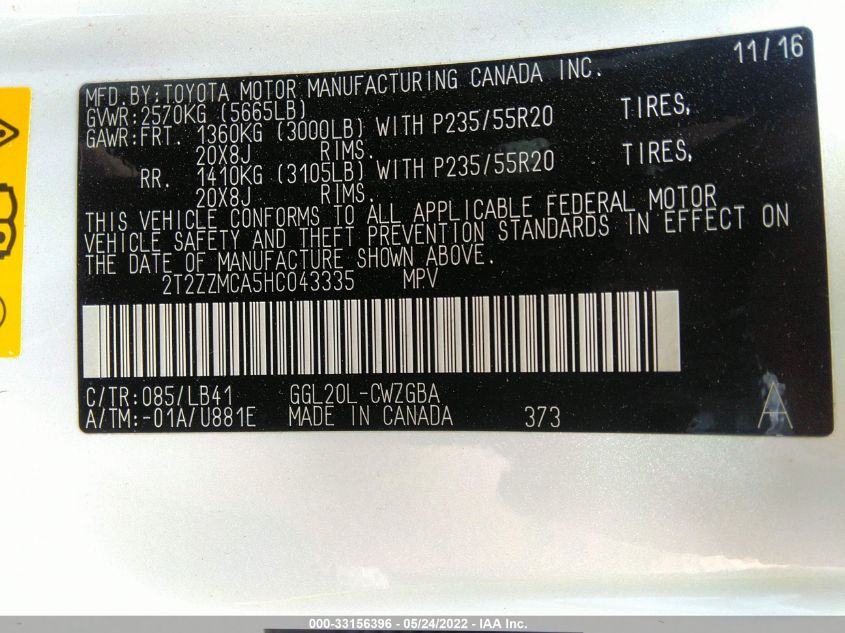 11/16
MFD.BY:TOYOTA MOTOR MANUFACTURING CANADA INC.
GVWR:2570KG (5665LB)
GAWR:FRT. 1360KG (3000LB) WITH P235/55R20 TIRES,
20X8J RIMS.
RR. 1410KG (3105LB) WITH P235/55R20 TIRES,
20X8J RIMS.
THIS VEHICLE CONFORMS TO ALL APPLICABLE FEDERAL MOTOR
VEHICLE SAFETY AND THEFT PREVENTION STANDARDS IN EFFECT ON
THE DATE OF MANUFACTURE SHOWN ABOVE.
2T2ZZMCA5HC043335 MPV
C/TR:085/LB41 GGL20L-CWZGBA
A/TM:-01A/U881E MADE IN CANADA 373 A
000-33156396 - 05/24/2022 - IAA Inc.